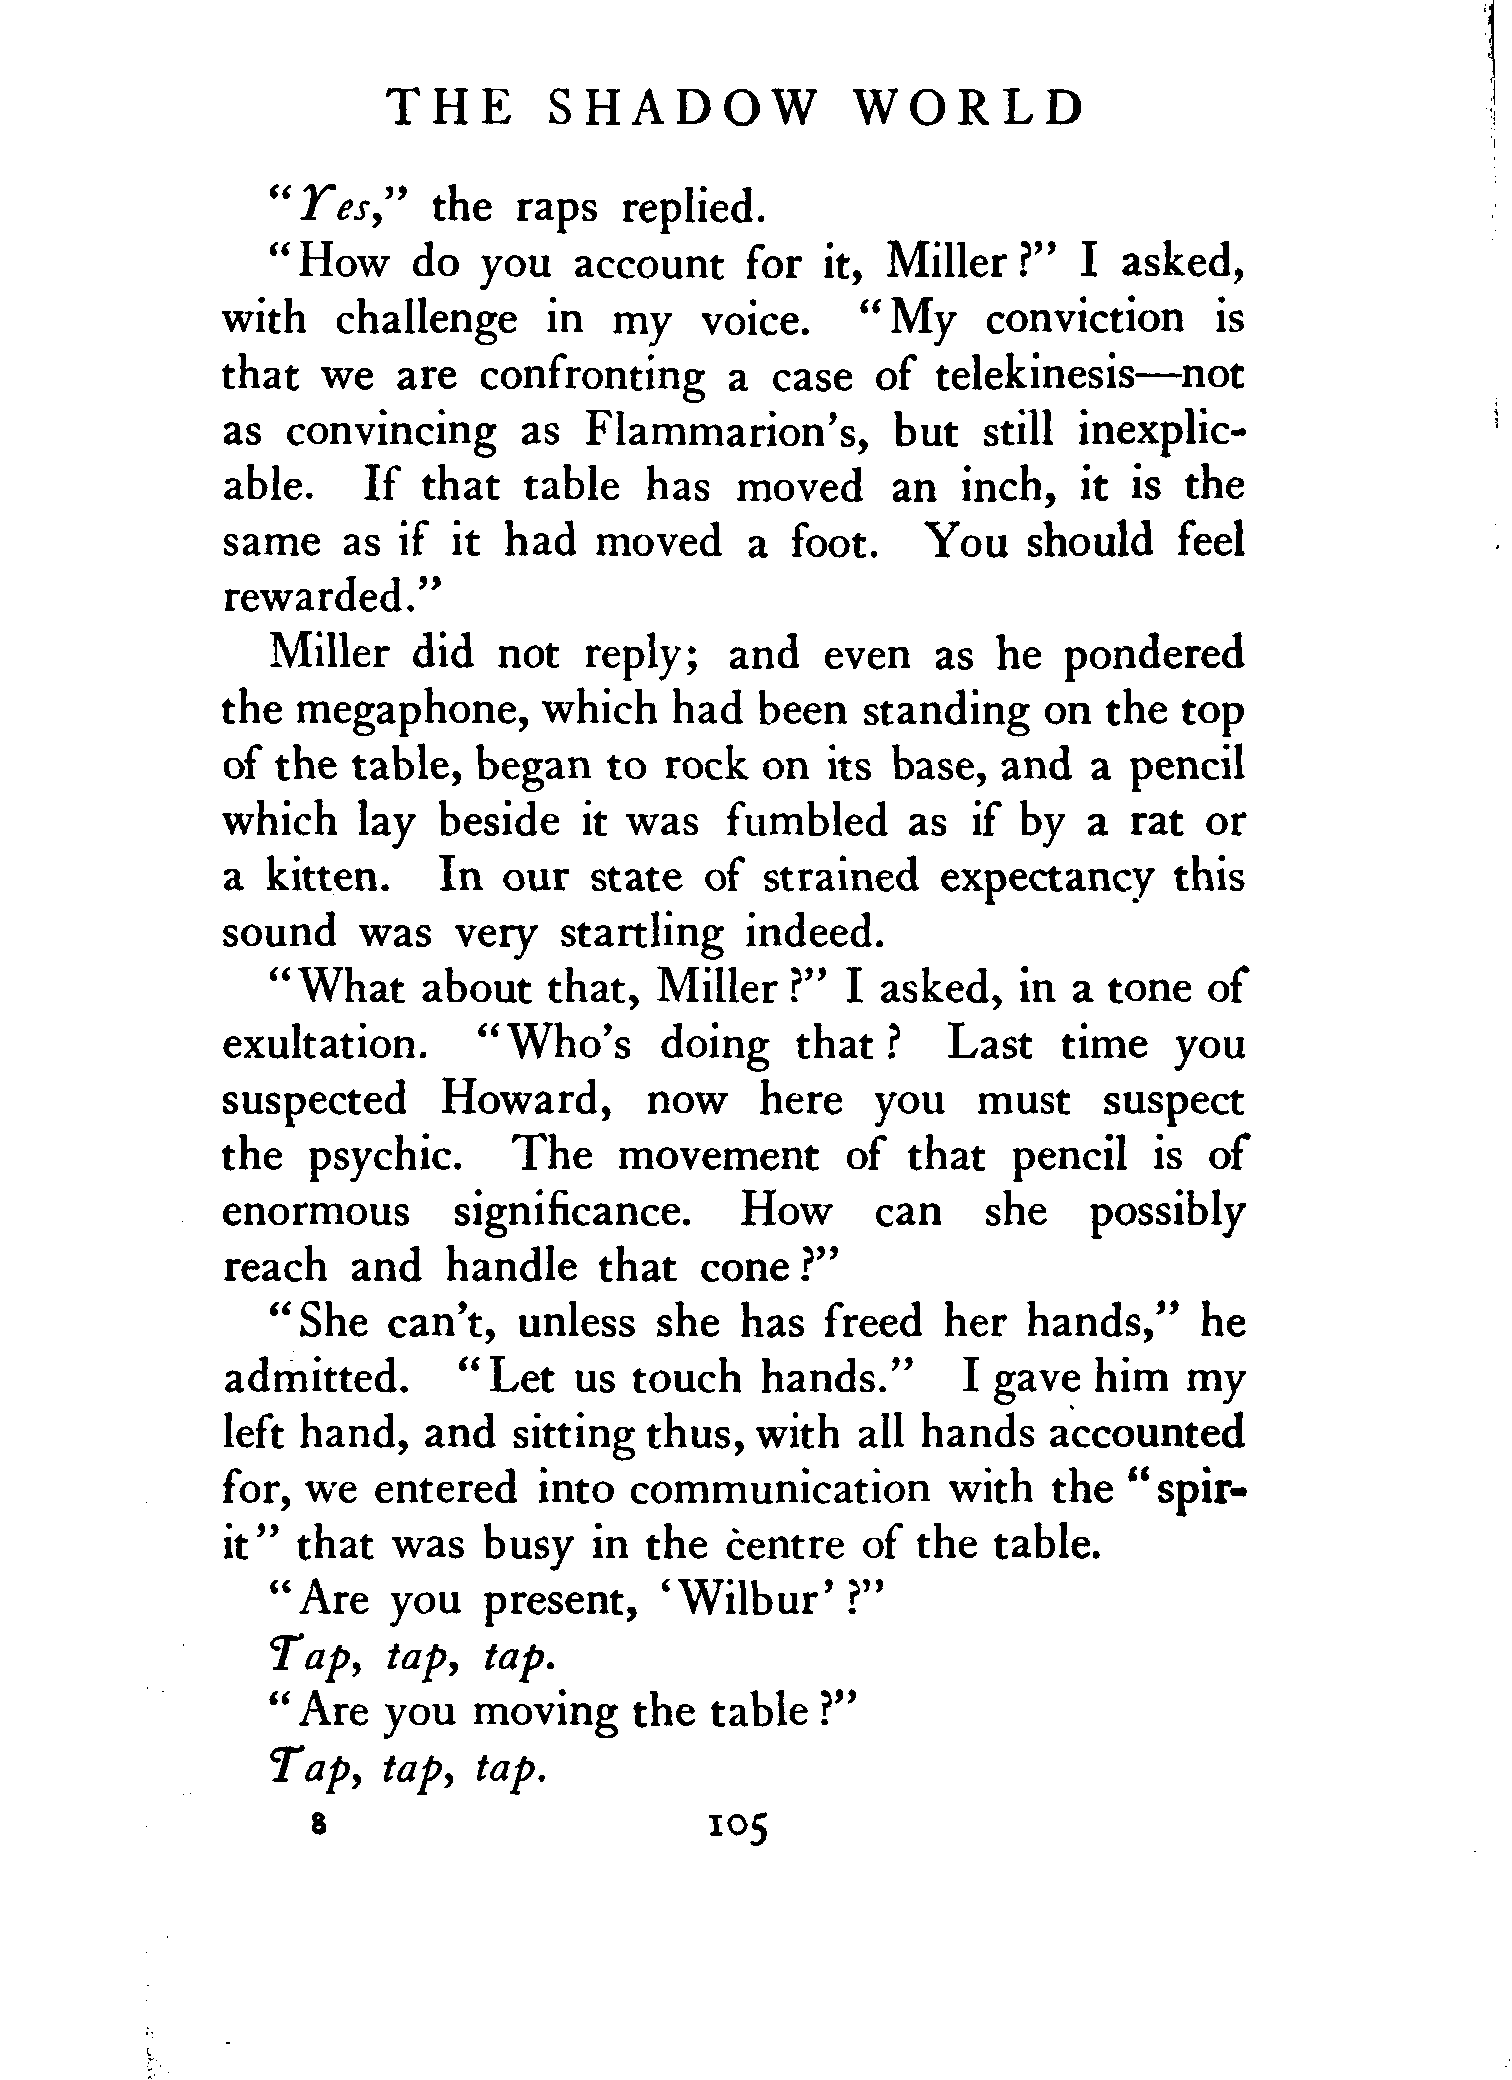 THE SHADOW WORLD
"Yes," the raps replied.
"How do you account for it, Miller?" I asked,
with challenge in my voice. "My conviction is
that we are confronting a case of telekinesis—not
as convincing as Flammarion's, but still inexplic-
able. If that table has moved an inch, it is the
same as if it had moved a foot. You should feel
rewarded."
Miller did not reply; and even as he pondered
the megaphone, which had been standing on the top
of the table, began to rock on its base, and a pencil
which lay beside it was fumbled as if by a rat or
a kitten. In our state of strained expectancy this
sound was very startling indeed.
"What about that, Miller?" I asked, in a tone of
exultation. "Who's doing that? Last time you
suspected Howard, now here you must suspect
the psychic. The movement of that pencil is of
enormous significance. How can she possibly
reach and handle that cone?"
"She can't, unless she has freed her hands," he
admitted. "Let us touch hands." I gave him my
left hand, and sitting thus, with all hands accounted
for, we entered into communication with the "spir-
it" that was busy in the centre of the table.
"Are you present, 'Wilbur'?"
Tap, tap, tap.
"Are you moving the table?"
Tap, tap, tap.
8 105